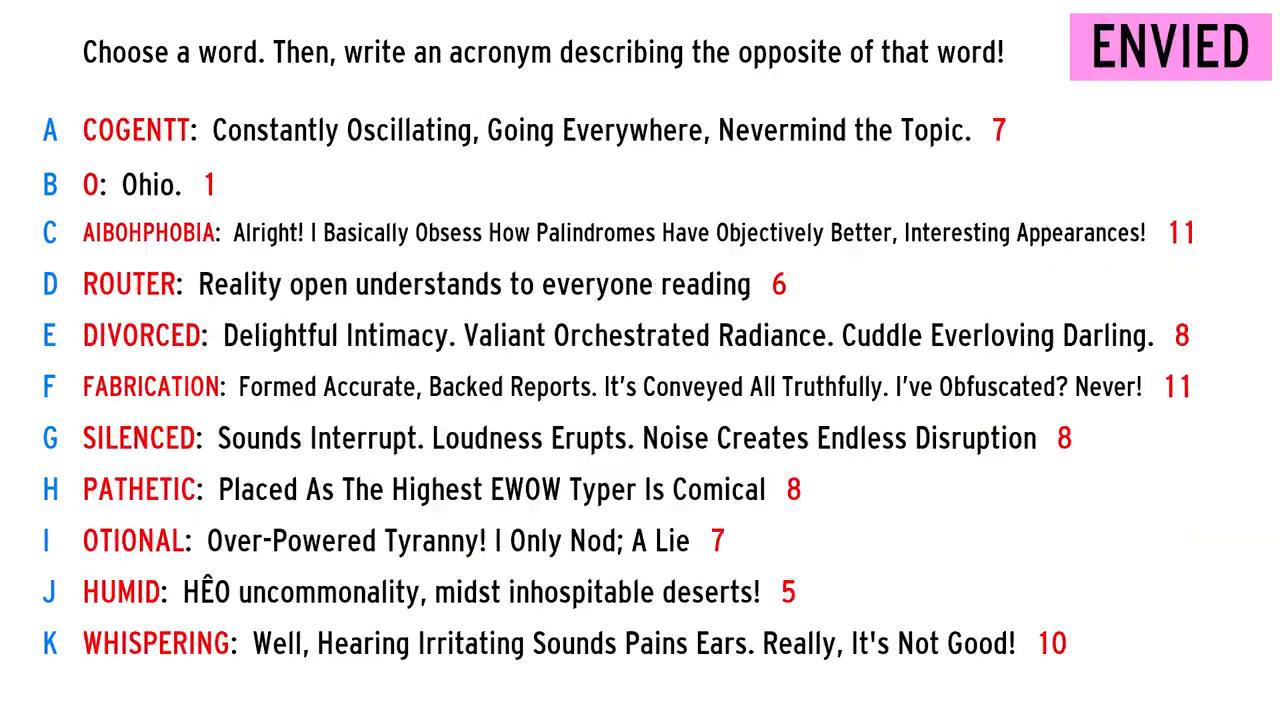 Choose a word. Then, write an acronym describing the opposite of that word!
ENVIED
A COGENTT: Constantly Oscillating, Going Everywhere, Nevermind the Topic. 7
B O: Ohio. 1
C AIBOHPHOBIA: Alright! I Basically Obsess How Palindromes Have Objectively Better, Interesting Appearances! 11
D ROUTER: Reality open understands to everyone reading 6
E DIVORCED: Delightful Intimacy. Valiant Orchestrated Radiance. Cuddle Everloving Darling. 8
F FABRICATION: Formed Accurate, Backed Reports. It's Conveyed All Truthfully. I've Obfuscated? Never! 11
G SILENCED: Sounds Interrupt. Loudness Erupts. Noise Creates Endless Disruption 8
H PATHETIC: Placed As The Highest EWOW Typer Is Comical 8
I OTIONAL: Over-Powered Tyranny! I Only Nod; A Lie 7
J HUMID: HÊO uncommonality, midst inhospitable deserts! 5
K WHISPERING: Well, Hearing Irritating Sounds Pains Ears. Really, It's Not Good! 10